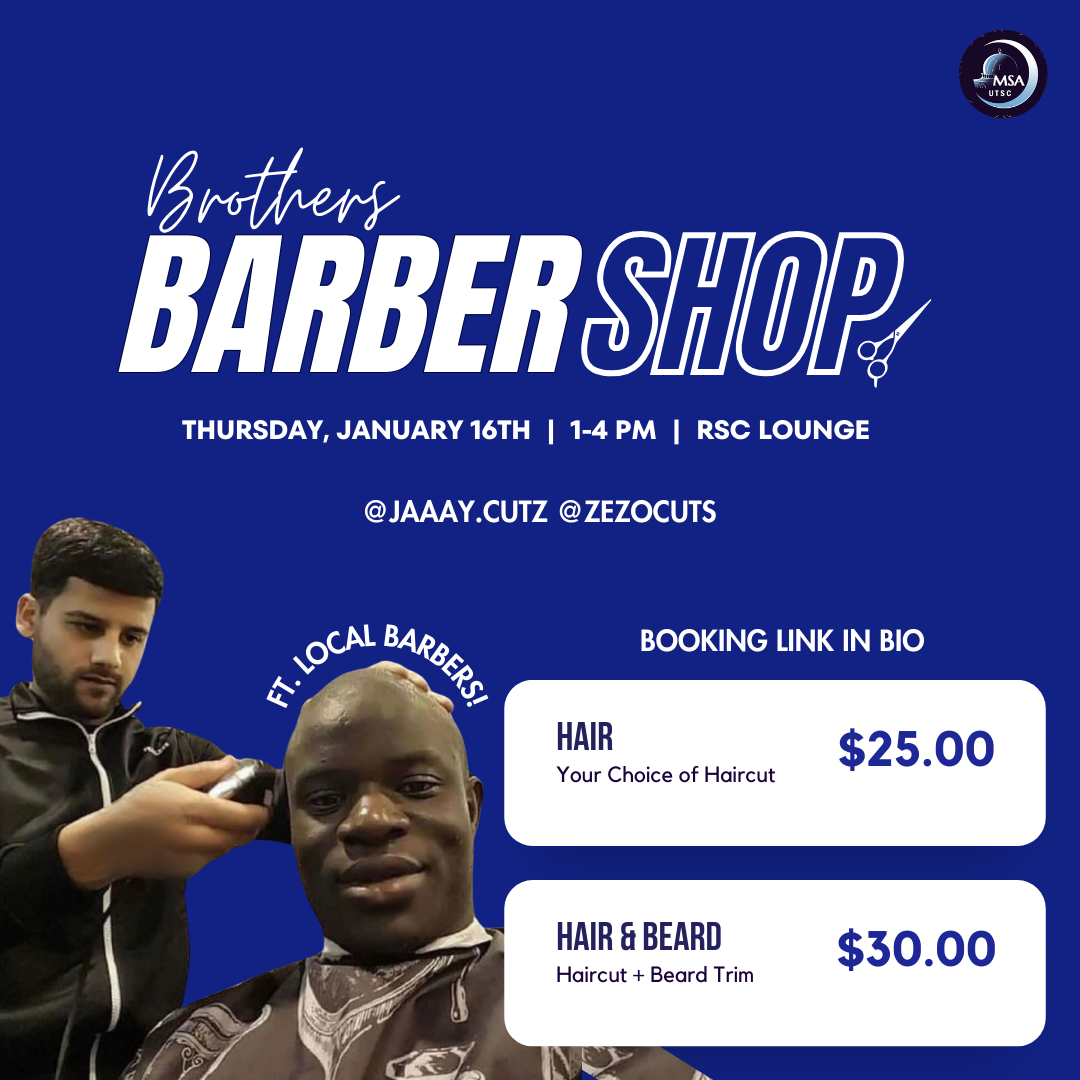 MSA
UTSC
Brothers
BARBER SHOP
THURSDAY, JANUARY 16TH | 1-4 PM | RSC LOUNGE
@JAAAY.CUTZ @ZEZOCUTS
FT. LOCAL BARBERS!
BOOKING LINK IN BIO
HAIR
Your Choice of Haircut
$25.00
HAIR & BEARD
Haircut + Beard Trim
$30.00